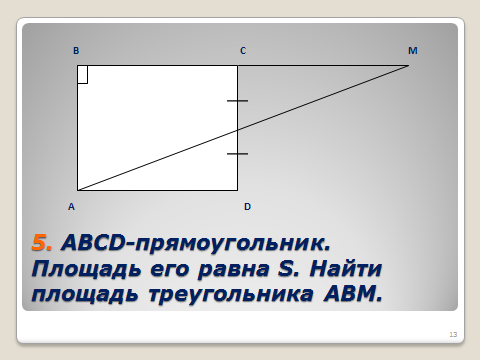 B C M
A D
5. ABCD-прямоугольник.
Площадь его равна S. Найти
площадь треугольника ABM.
13